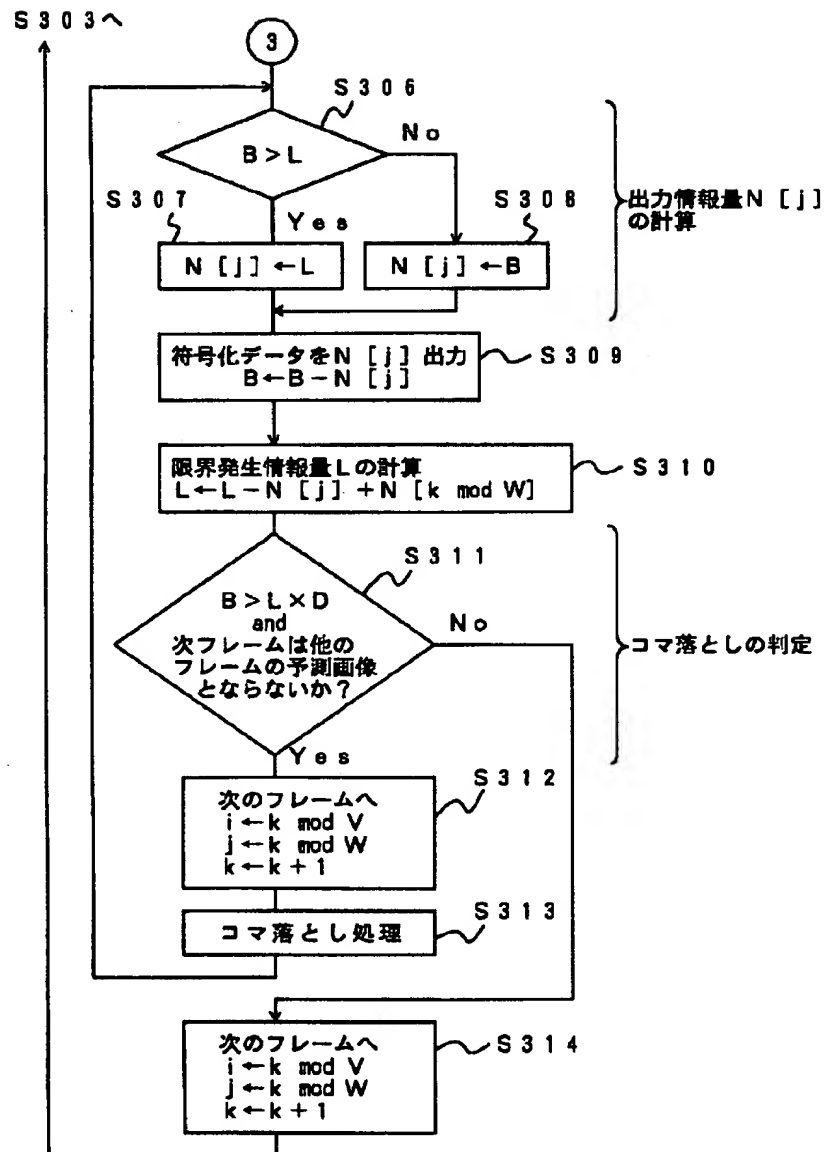 S303へ
3
S306
B>L
No
S307
Yes
S308
N [j] ←L
N [j] ←B
出力情報量N [j]
の計算
符号化データをN [j] 出力
B←B－N [j]
S309
限界発生情報量Lの計算
L←L－N [j] ＋N [k mod W]
S310
S311
B>L×D
and
次フレームは他の
フレームの予測画像
とならないか？
No
コマ落としの判定
Yes
S312
次のフレームへ
i←k mod V
j←k mod W
k←k＋1
S313
コマ落とし処理
次のフレームへ
i←k mod V
j←k mod W
k←k＋1
S314